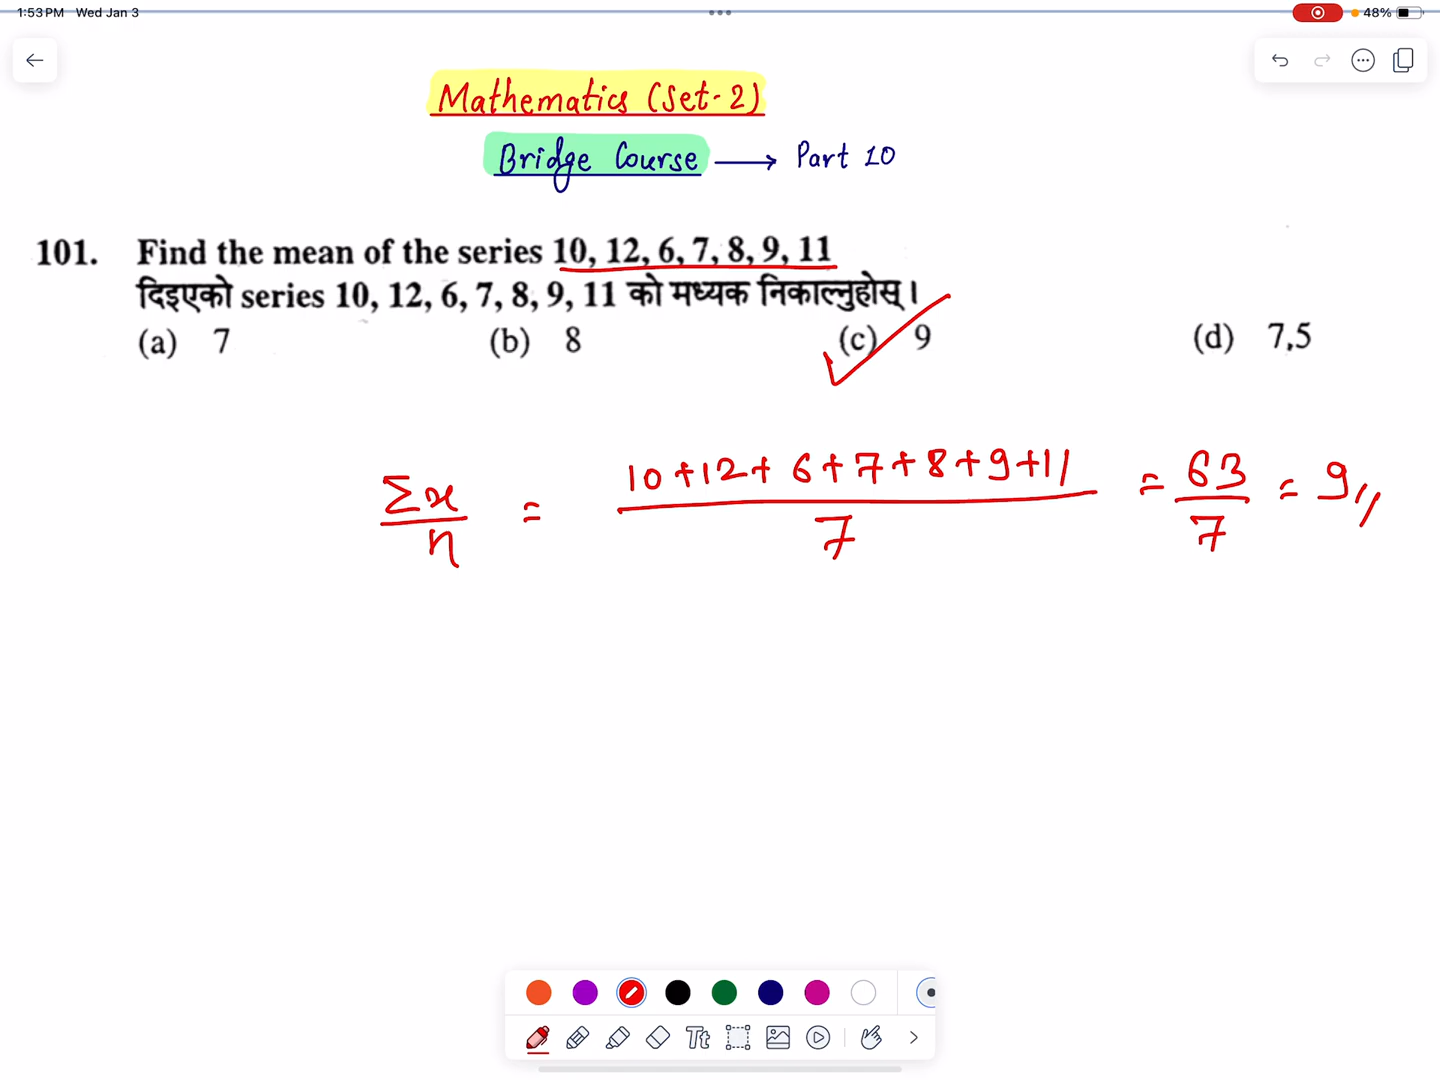 1:53 PM Wed Jan 3
48%
Mathematics (Set-2)
Bridge Course → Part 10
101. Find the mean of the series 10, 12, 6, 7, 8, 9, 11
दिइएको series 10, 12, 6, 7, 8, 9, 11 को मध्यक निकाल्नुहोस्।
(a) 7 (b) 8 (c) 9 (d) 7,5
Σx/n = (10+12+6+7+8+9+11)/7 = 63/7 = 9
Tt